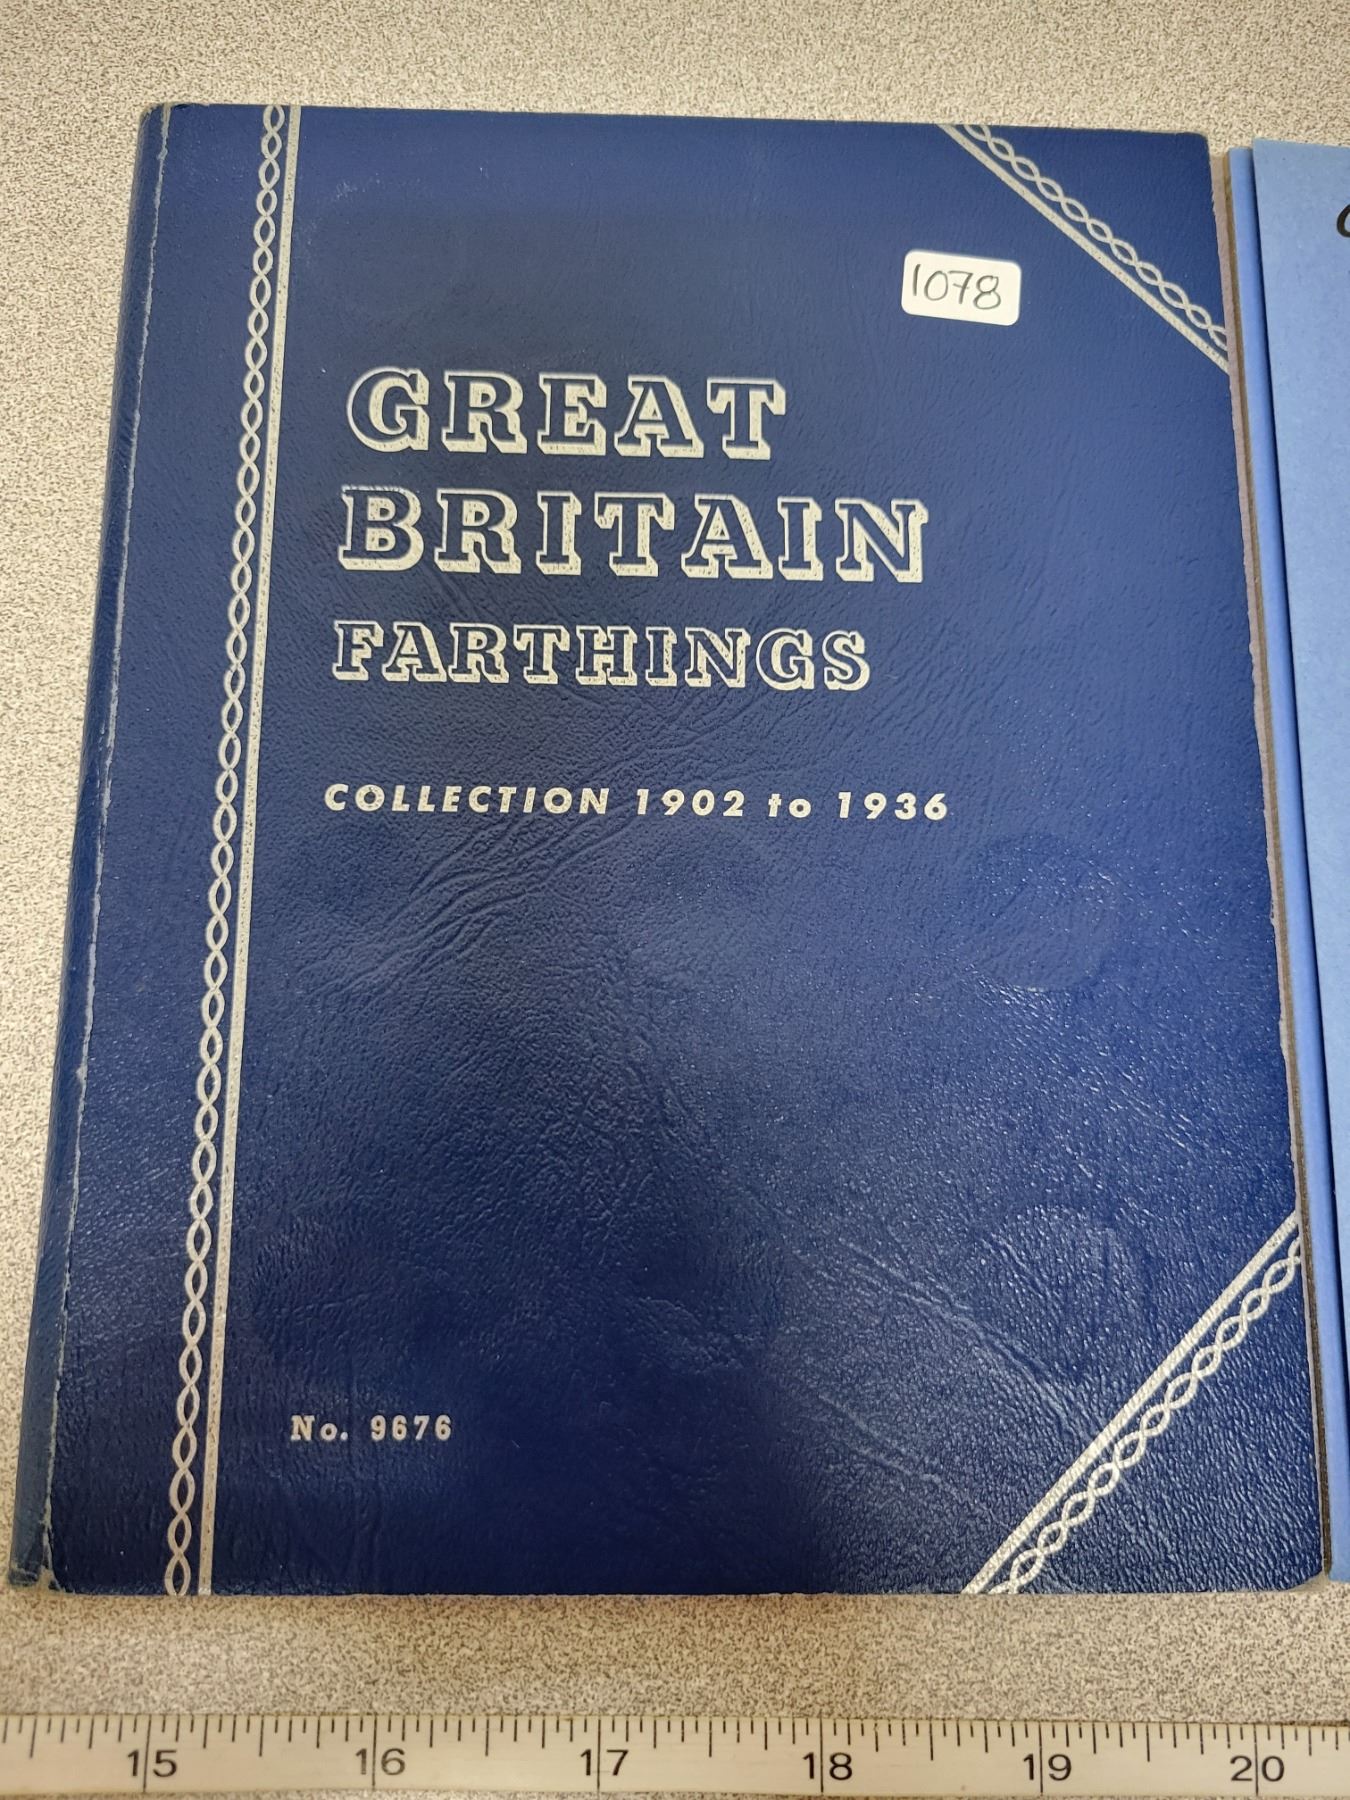 1078
GREAT
BRITAIN
FARTHINGS
COLLECTION 1902 to 1936
No. 9676
15 16 17 18 19 20